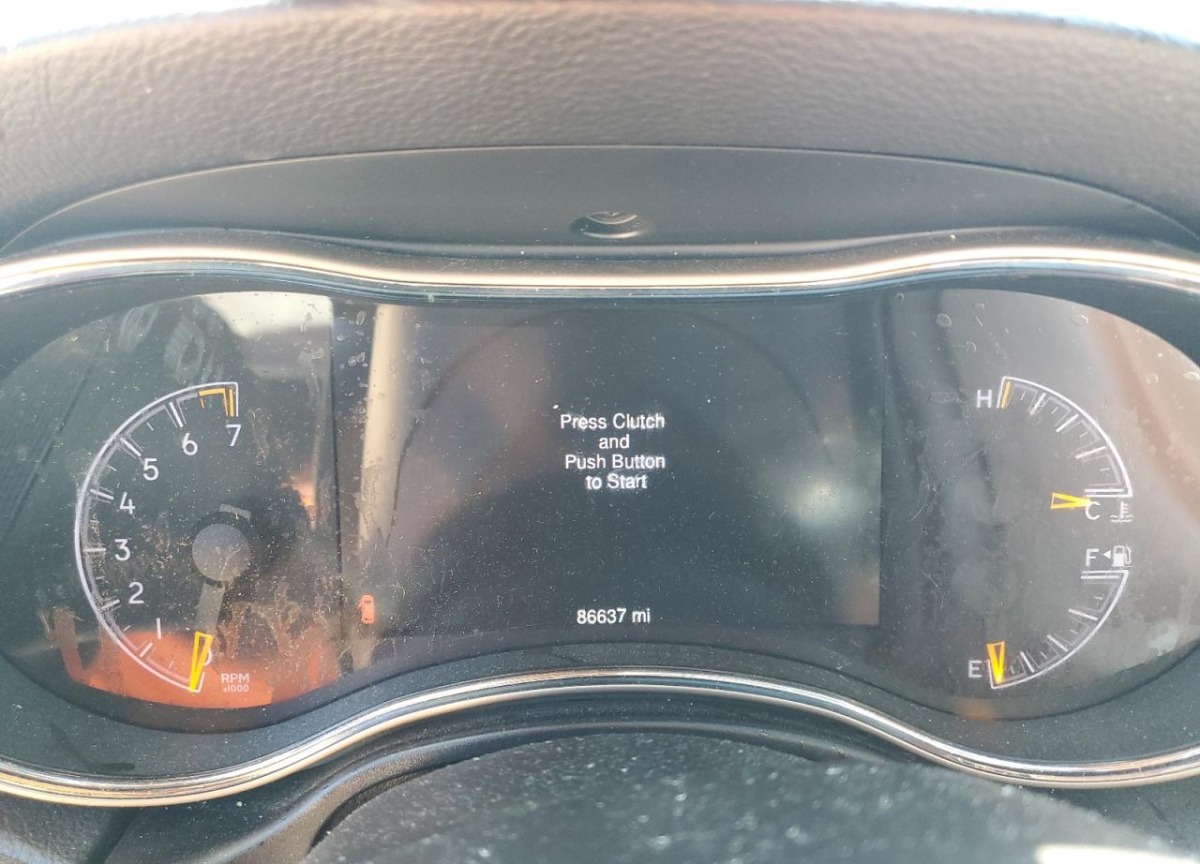 7
6
5
4
3
2
1
0
RPM
x1000
Press Clutch
and
Push Button
to Start
86637 mi
H
C
F
E